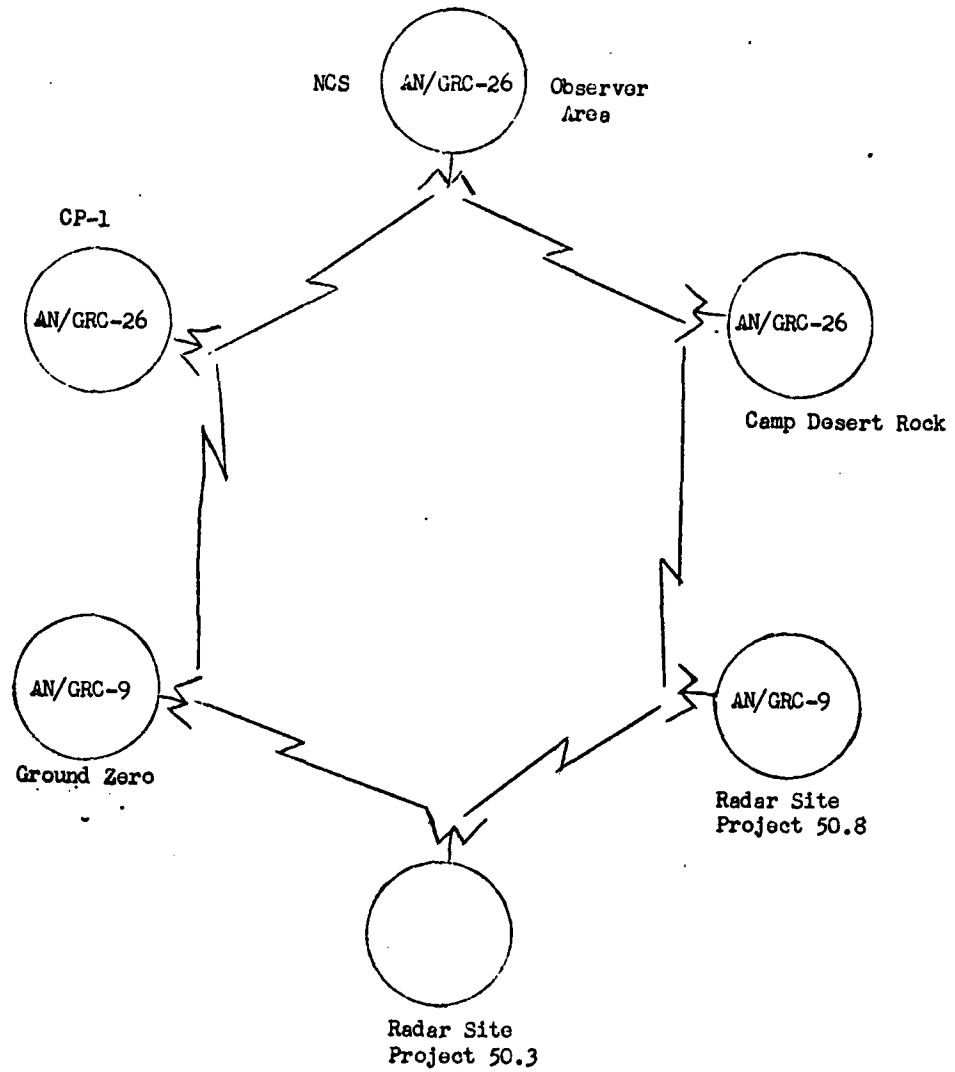 NCS
AN/GRC-26
Observer
Area
CP-1
AN/GRC-26
AN/GRC-26
Camp Desert Rock
AN/GRC-9
Ground Zero
AN/GRC-9
Radar Site
Project 50.8
Radar Site
Project 50.3